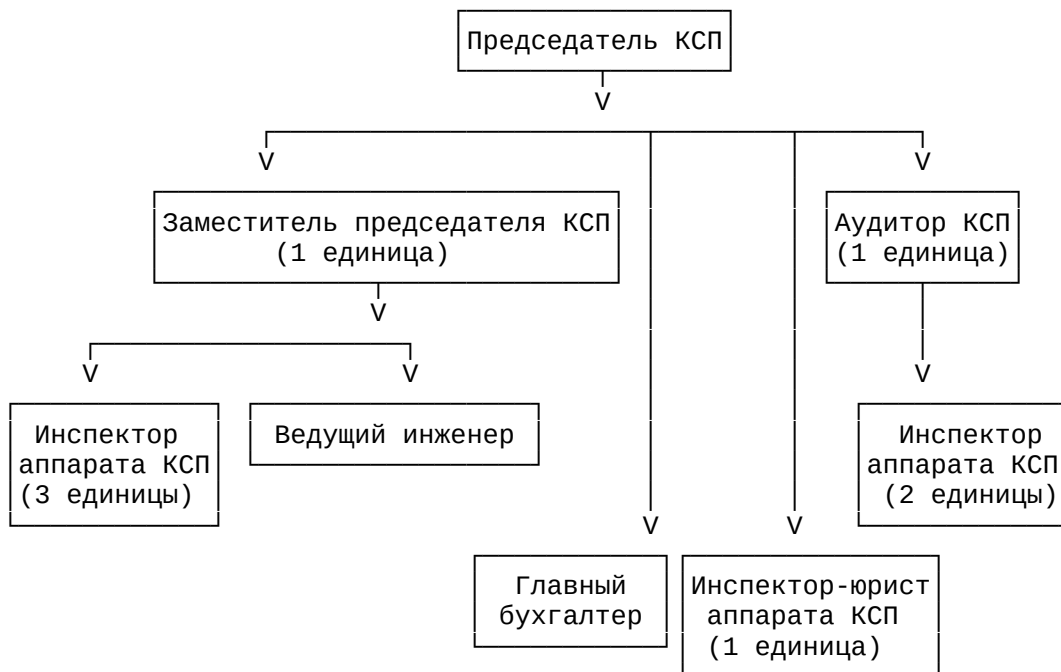 Председатель КСП
Заместитель председателя КСП
(1 единица)
Аудитор КСП
(1 единица)
Инспектор
аппарата КСП
(3 единицы)
Ведущий инженер
Инспектор
аппарата КСП
(2 единицы)
Главный
бухгалтер
Инспектор-юрист
аппарата КСП
(1 единица)